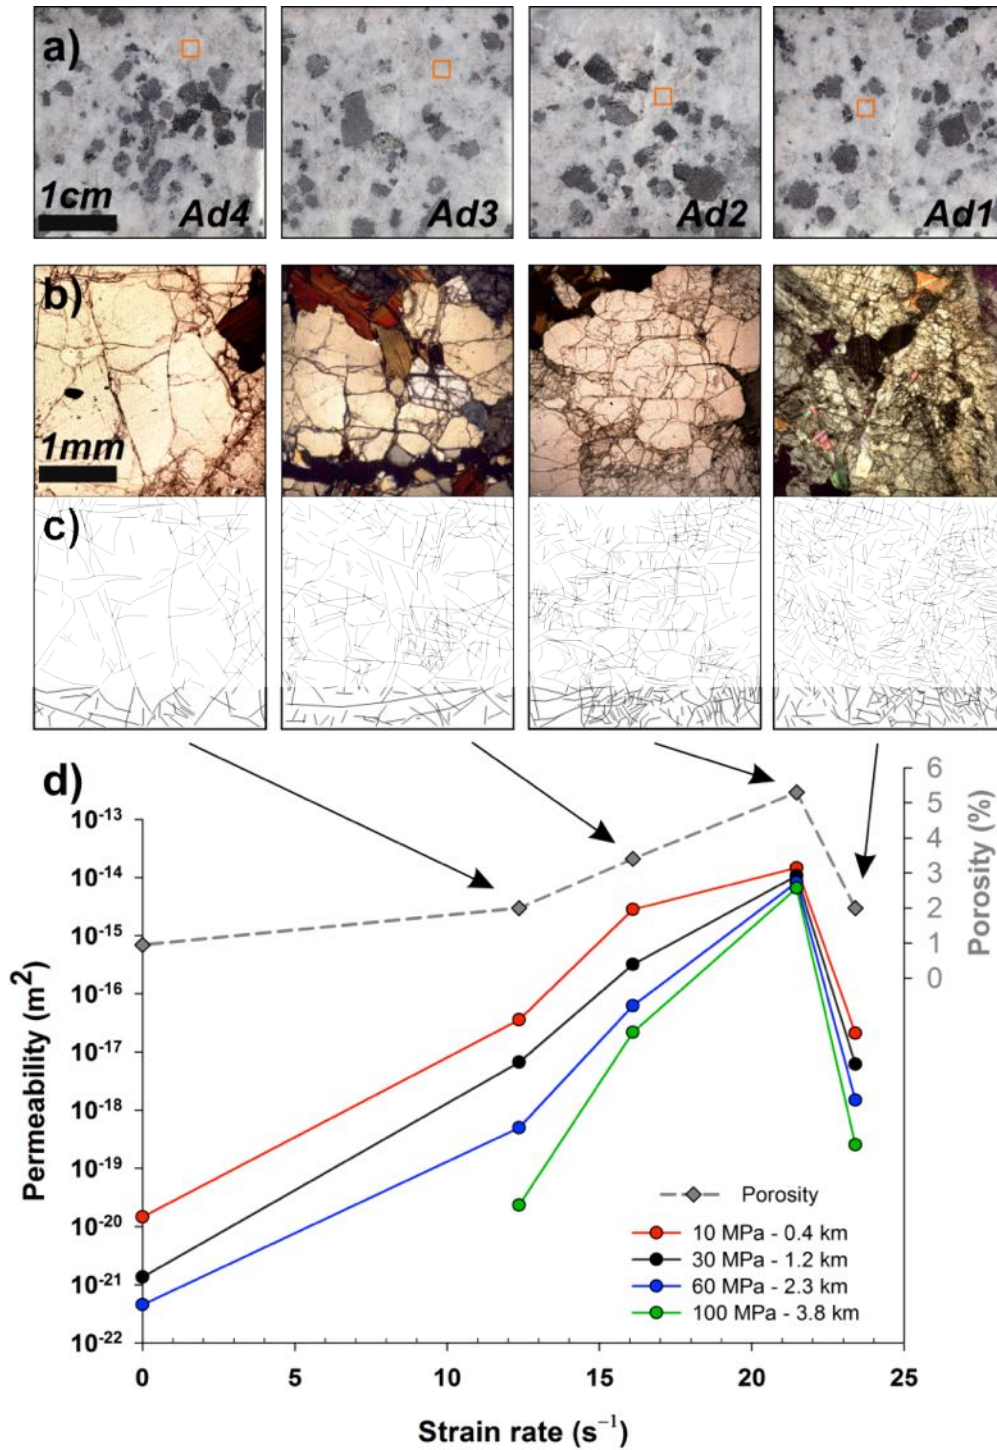 a)
1cm
Ad4
Ad3
Ad2
Ad1
b)
1mm
c)
d)
10-13
10-14
10-15
10-16
10-17
10-18
10-19
10-20
10-21
10-22
Permeability (m2)
6
5
4
3
2
1
0
Porosity (%)
Porosity
10 MPa - 0.4 km
30 MPa - 1.2 km
60 MPa - 2.3 km
100 MPa - 3.8 km
0 5 10 15 20 25
Strain rate (s−1)